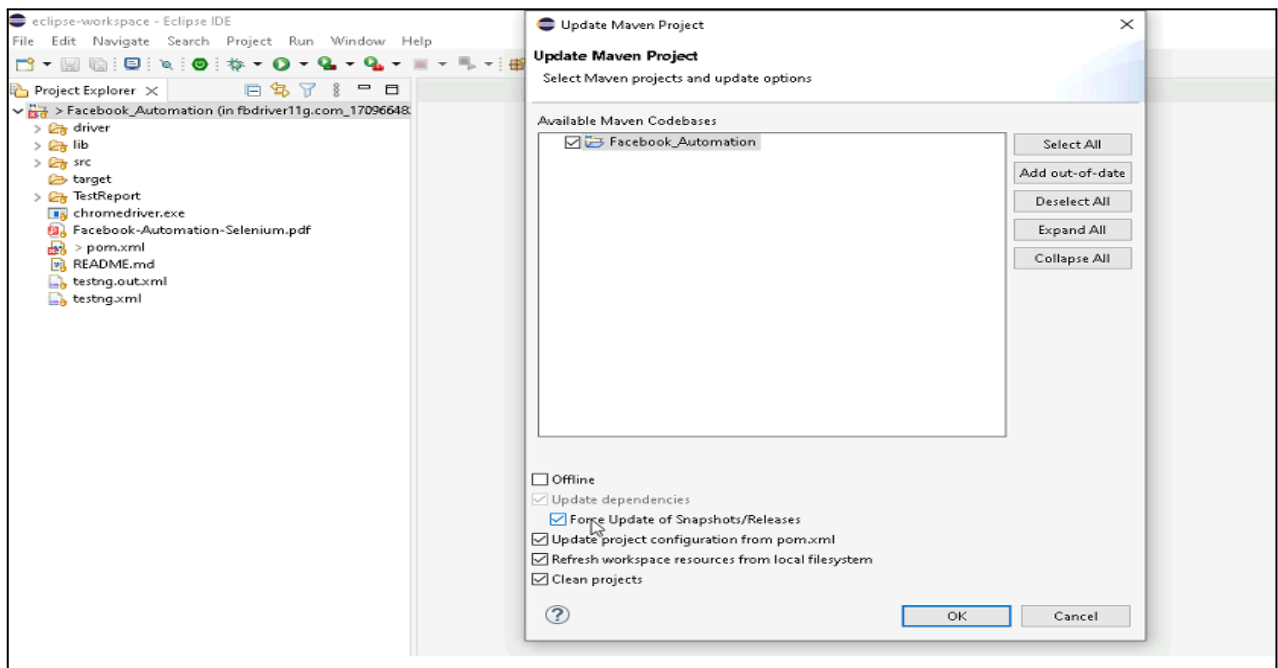 eclipse-workspace - Eclipse IDE
File Edit Navigate Search Project Run Window Help
Project Explorer
> Facebook_Automation (in fbdriver11g.com_17096648
driver
lib
src
target
TestReport
chromedriver.exe
Facebook-Automation-Selenium.pdf
> pom.xml
README.md
testng.out.xml
testng.xml
Update Maven Project
Update Maven Project
Select Maven projects and update options
Available Maven Codebases
Facebook_Automation
Select All
Add out-of-date
Deselect All
Expand All
Collapse All
Offline
Update dependencies
Force Update of Snapshots/Releases
Update project configuration from pom.xml
Refresh workspace resources from local filesystem
Clean projects
OK
Cancel